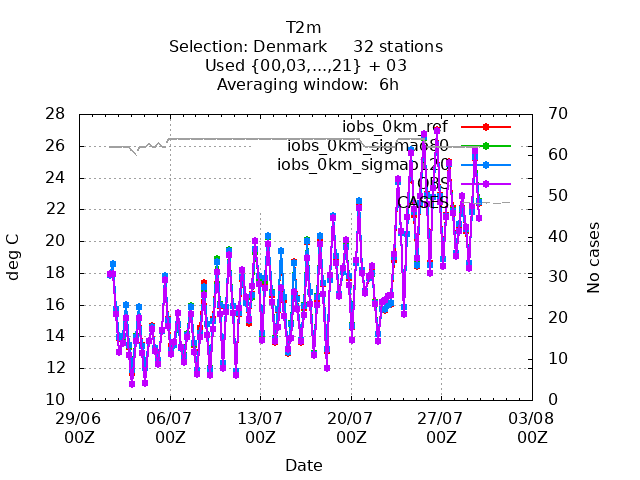 T2m
Selection: Denmark     32 stations
Used {00,03,...,21} + 03
Averaging window:  6h
28
26
24
22
20
18
16
14
12
10
70
60
50
40
30
20
10
0
deg C
No cases
iobs_0km_ref
iobs_0km_sigmap80
iobs_0km_sigmap120
OBS
CASES
29/06 06/07 13/07 20/07 27/07 03/08
00Z 00Z 00Z 00Z 00Z 00Z
Date